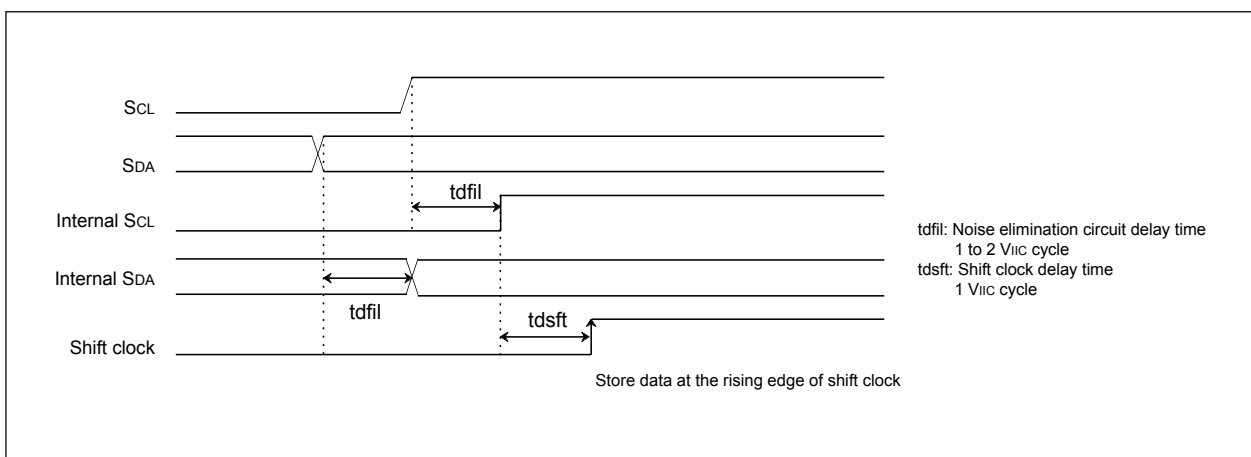 SCL
SDA
tdfil
Internal SCL
tdfil: Noise elimination circuit delay time
1 to 2 VIIC cycle
tdsft: Shift clock delay time
1 VIIC cycle
Internal SDA
tdfil
tdsft
Shift clock
Store data at the rising edge of shift clock